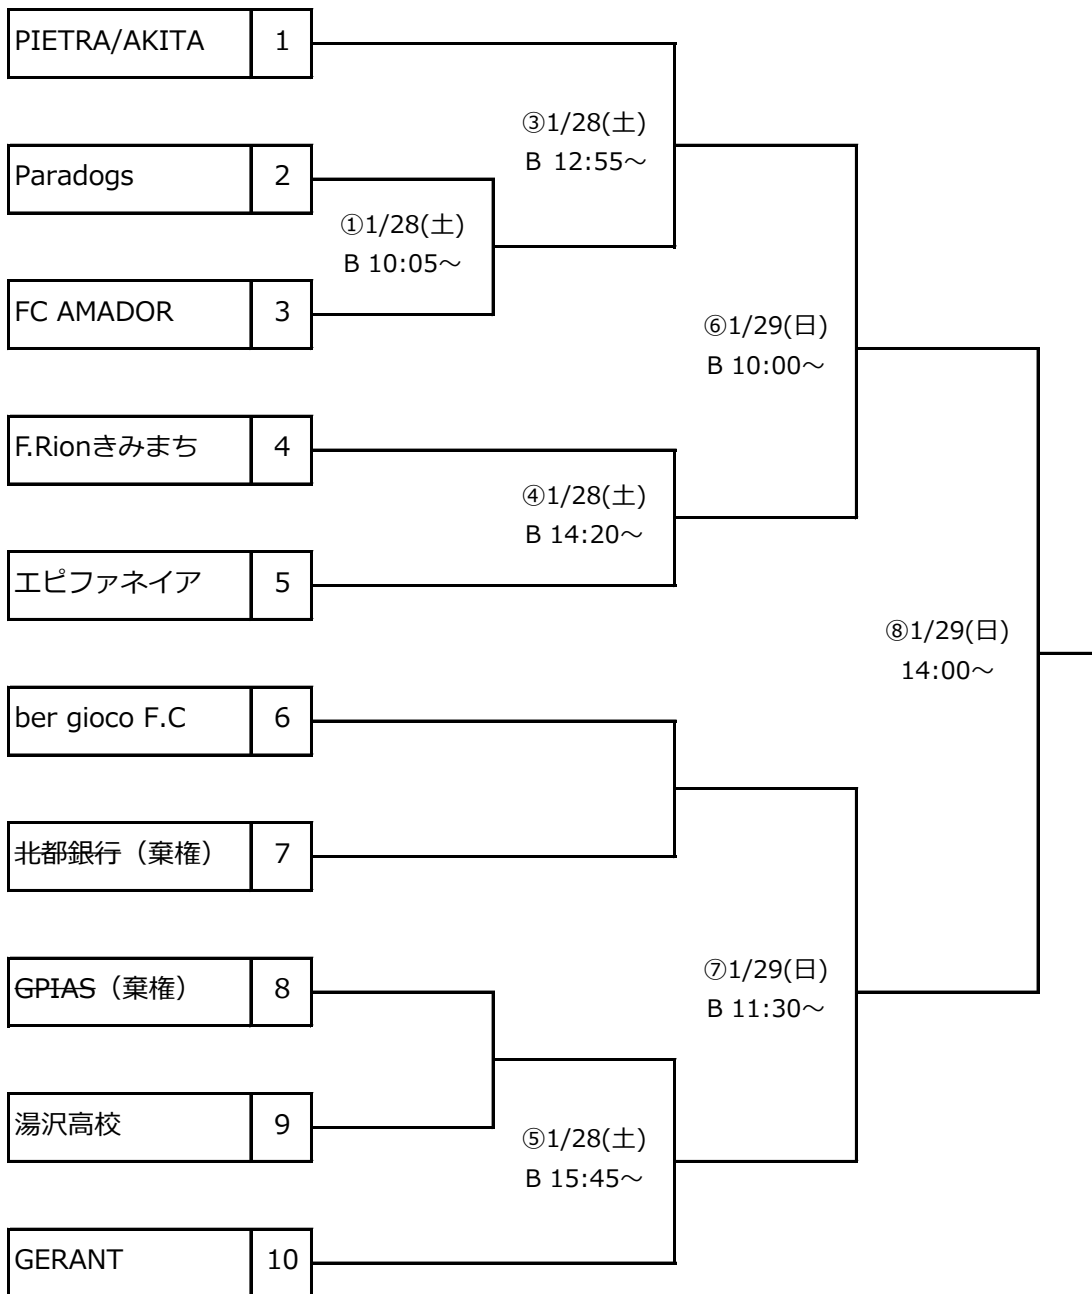 PIETRA/AKITA 1
③1/28(土)
B 12:55～
Paradogs 2
①1/28(土)
B 10:05～
FC AMADOR 3
⑥1/29(日)
B 10:00～
F.Rionきみまち 4
④1/28(土)
B 14:20～
エピファネイア 5
⑧1/29(日)
14:00～
ber gioco F.C 6
北都銀行（棄権） 7
GPIAS（棄権） 8
⑦1/29(日)
B 11:30～
湯沢高校 9
⑤1/28(土)
B 15:45～
GERANT 10